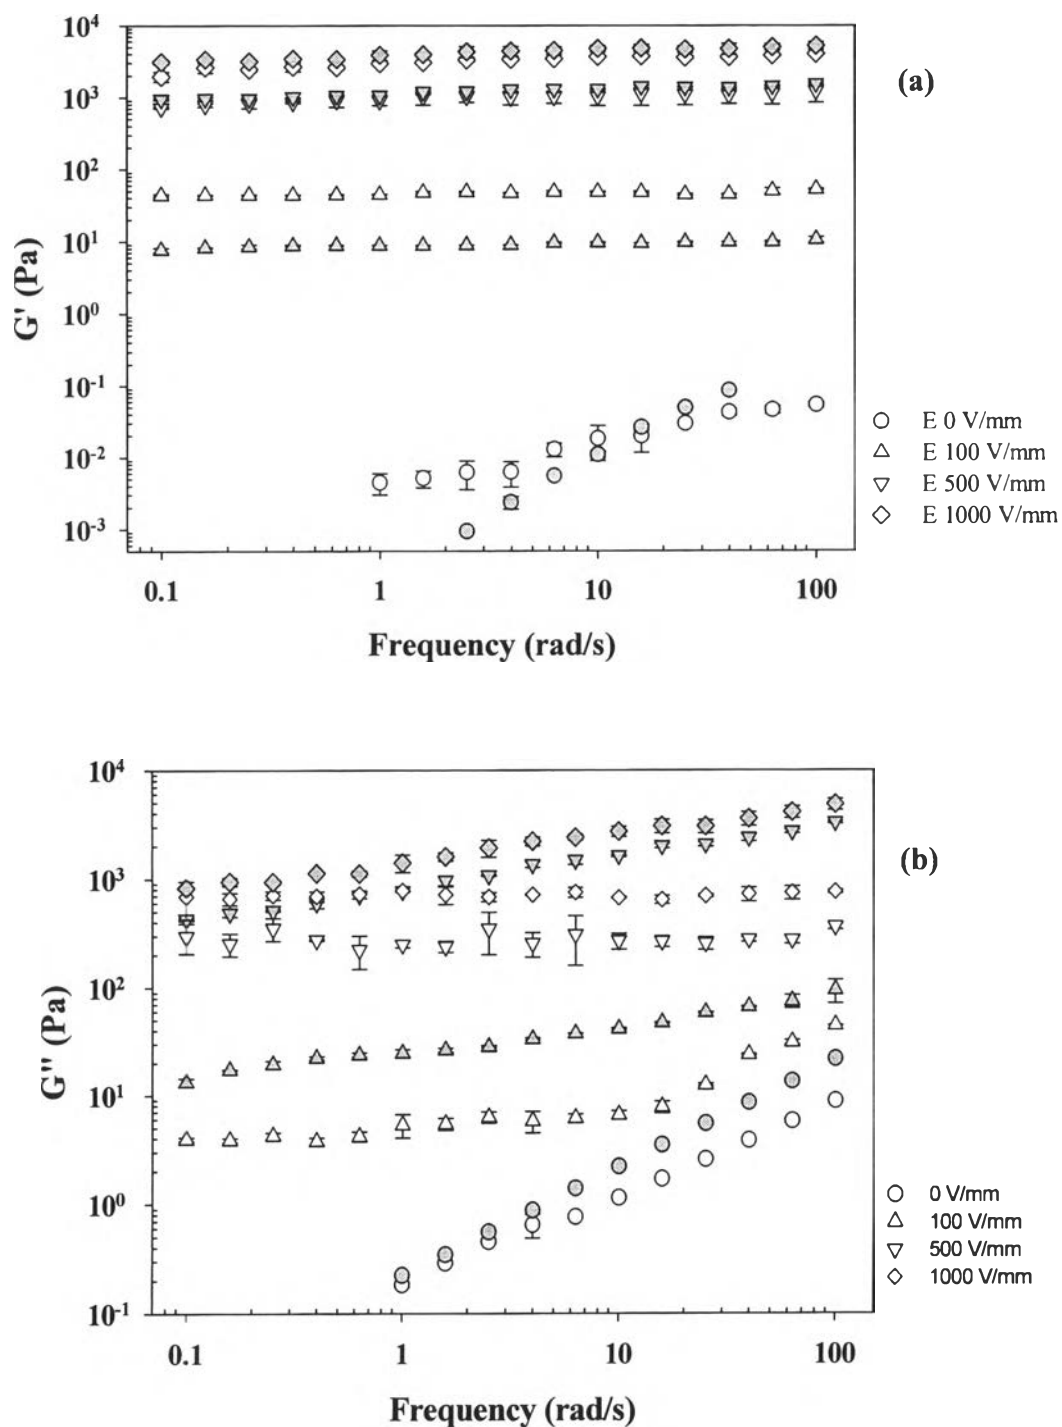 (a)
10⁴
10³
10²
10¹
10⁰
10⁻¹
10⁻²
10⁻³
G' (Pa)
0.1 1 10 100
Frequency (rad/s)
E 0 V/mm
E 100 V/mm
E 500 V/mm
E 1000 V/mm
(b)
10⁴
10³
10²
10¹
10⁰
10⁻¹
G'' (Pa)
0.1 1 10 100
Frequency (rad/s)
0 V/mm
100 V/mm
500 V/mm
1000 V/mm